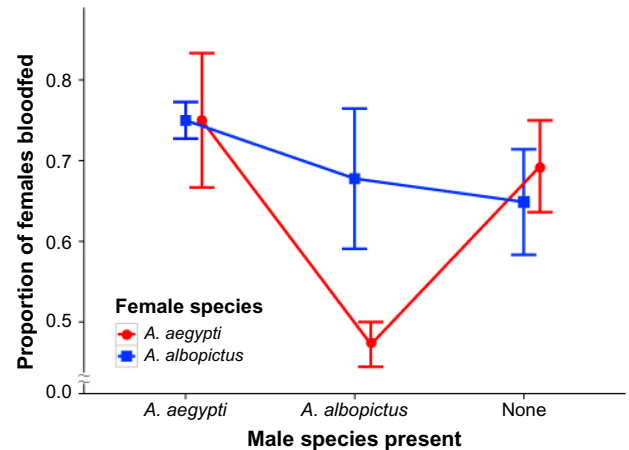 Proportion of females bloodfed
0.8
0.7
0.6
0.5
0.0
Female species
A. aegypti
A. albopictus
A. aegypti
A. albopictus
None
Male species present